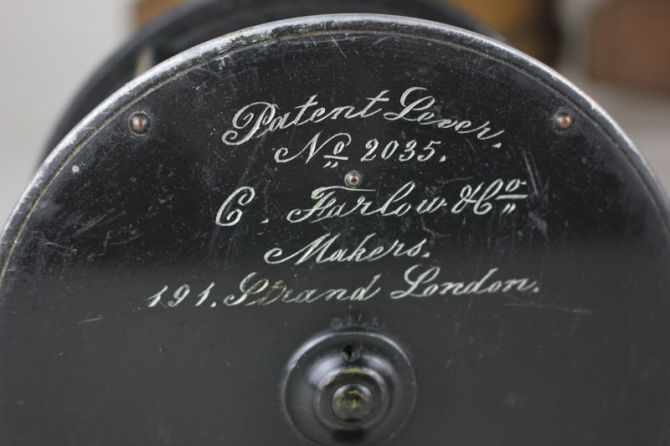 Patent Lever.
No 2035.
C. Farlow & Co
Makers.
191. Strand London.